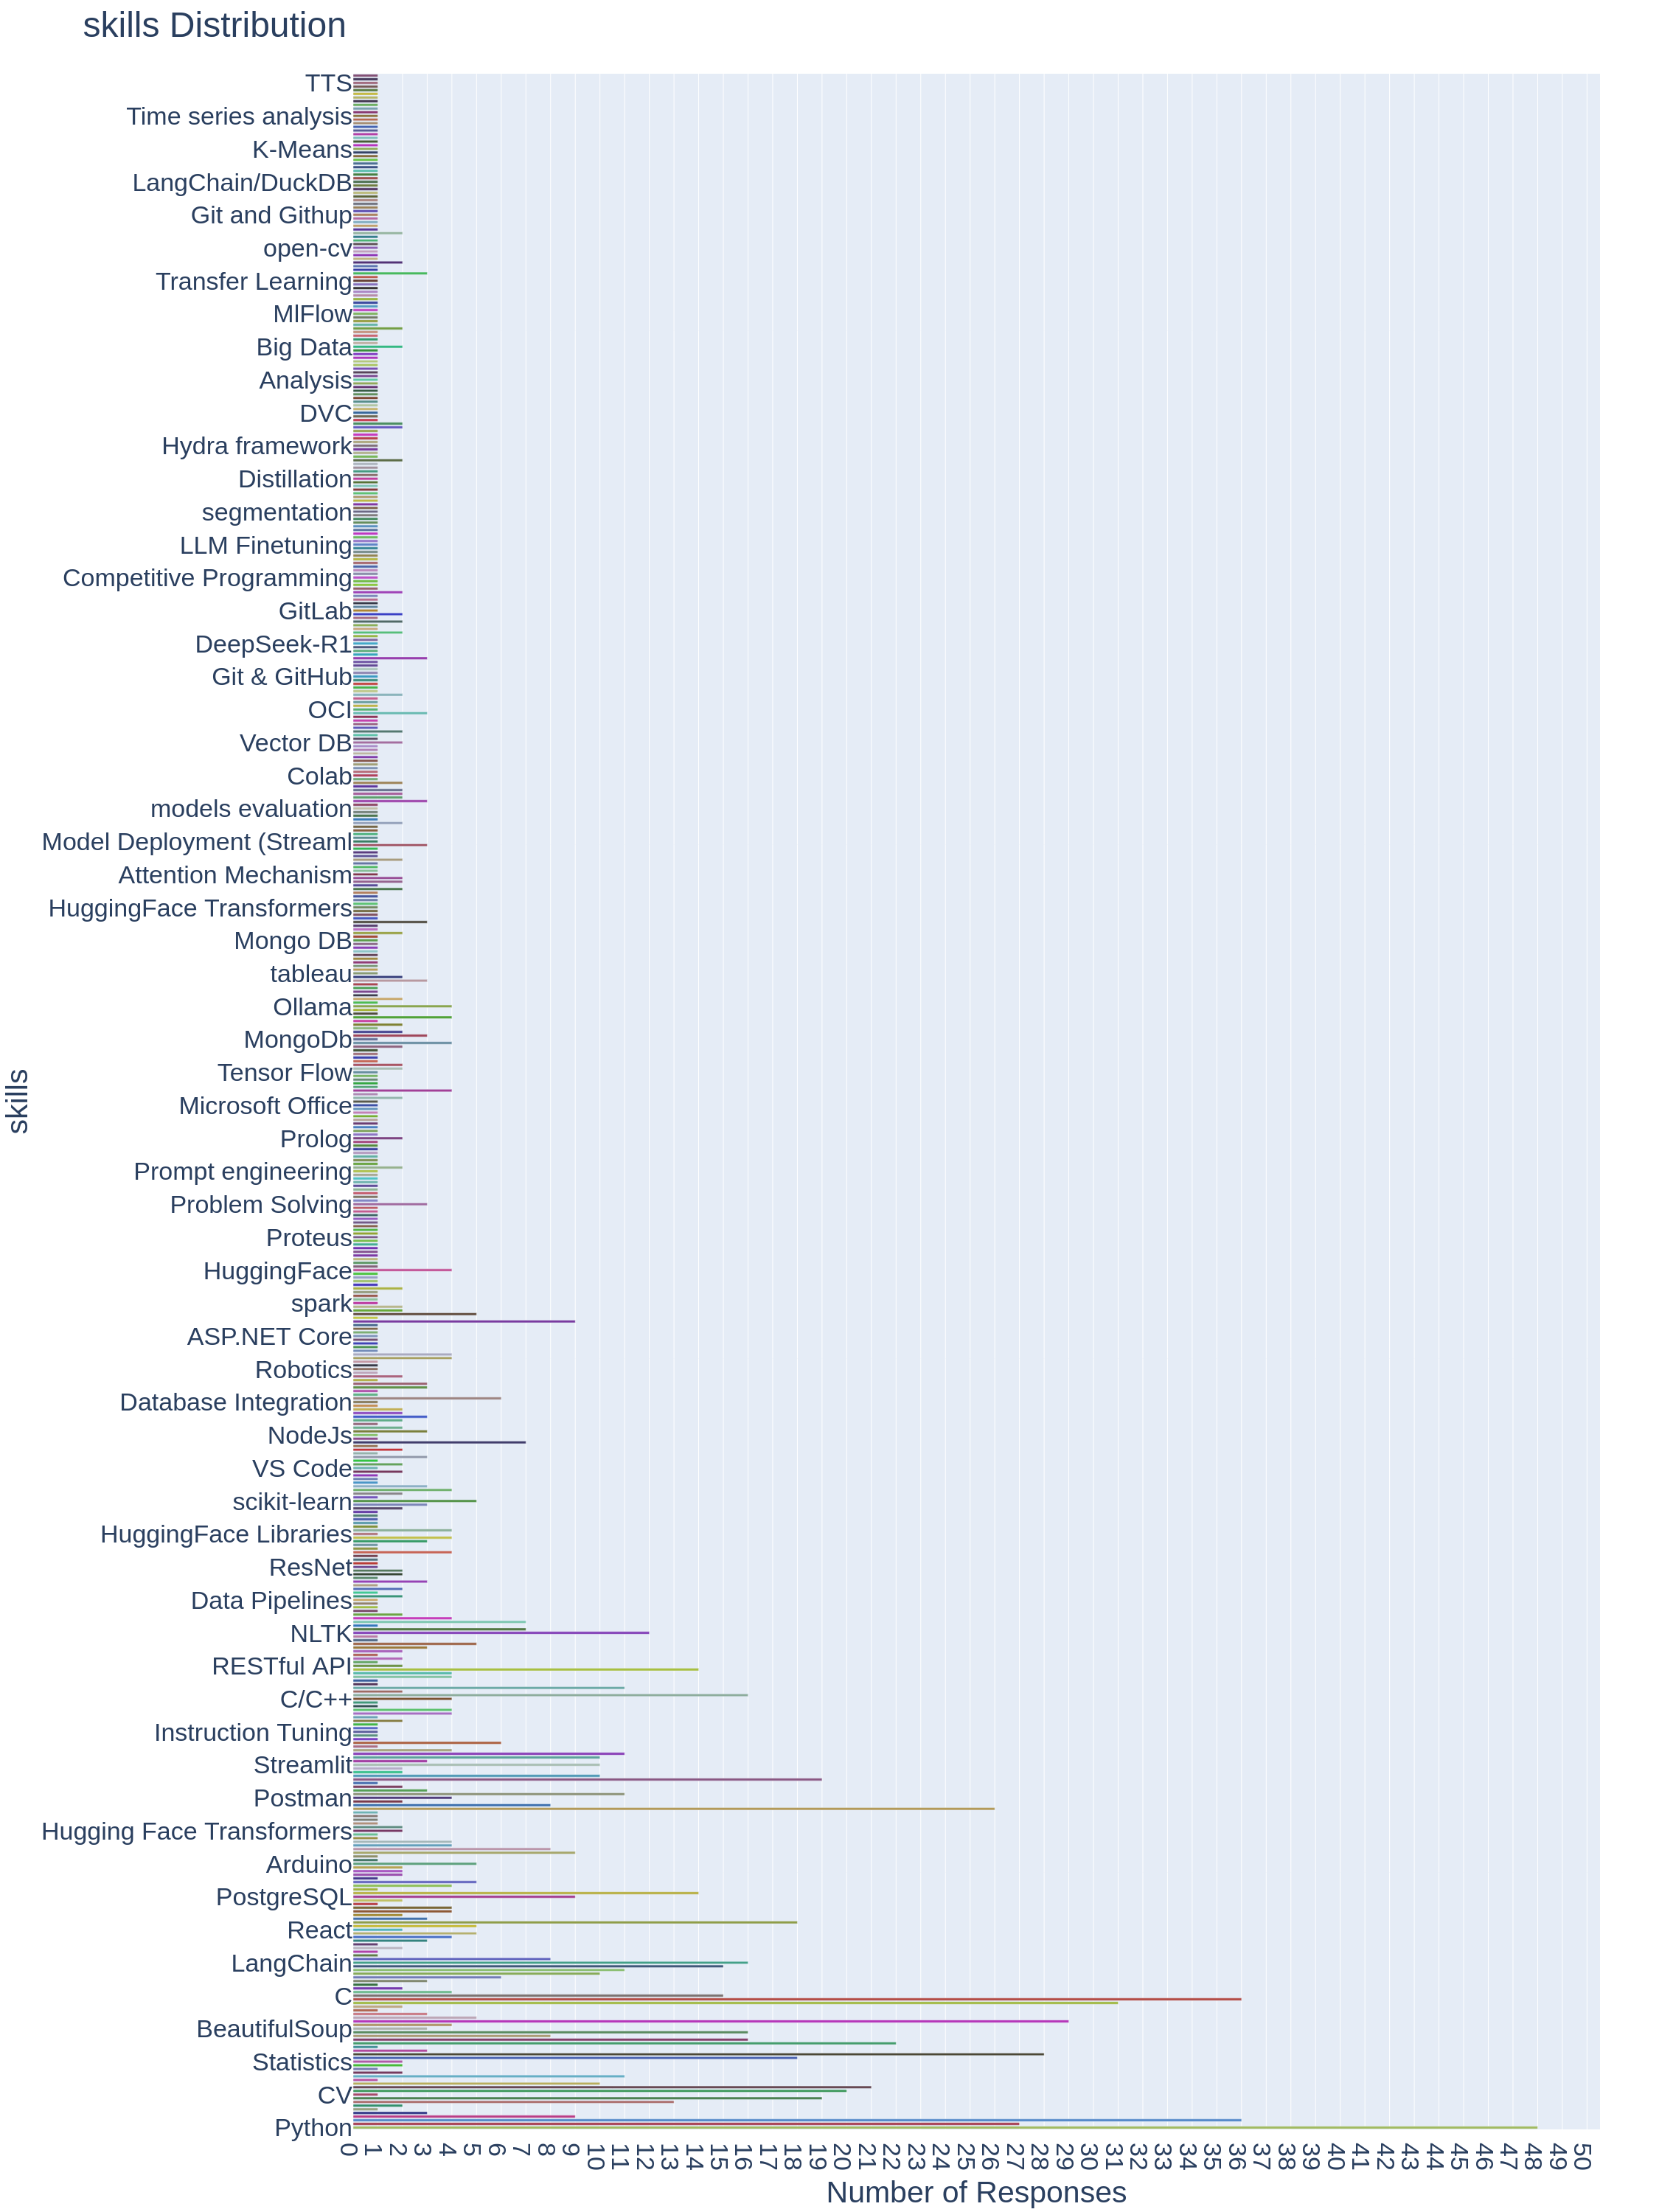 skills Distribution
TTS
Time series analysis
K-Means
LangChain/DuckDB
Git and Githup
open-cv
Transfer Learning
MlFlow
Big Data
Analysis
DVC
Hydra framework
Distillation
segmentation
LLM Finetuning
Competitive Programming
GitLab
DeepSeek-R1
Git & GitHub
OCI
Vector DB
Colab
models evaluation
Model Deployment (Streaml
Attention Mechanism
HuggingFace Transformers
Mongo DB
tableau
Ollama
MongoDb
Tensor Flow
Microsoft Office
Prolog
Prompt engineering
Problem Solving
Proteus
HuggingFace
spark
ASP.NET Core
Robotics
Database Integration
NodeJs
VS Code
scikit-learn
HuggingFace Libraries
ResNet
Data Pipelines
NLTK
RESTful API
C/C++
Instruction Tuning
Streamlit
Postman
Hugging Face Transformers
Arduino
PostgreSQL
React
LangChain
C
BeautifulSoup
Statistics
CV
Python
skills
0 1 2 3 4 5 6 7 8 9 10 11 12 13 14 15 16 17 18 19 20 21 22 23 24 25 26 27 28 29 30 31 32 33 34 35 36 37 38 39 40 41 42 43 44 45 46 47 48 49 50
Number of Responses